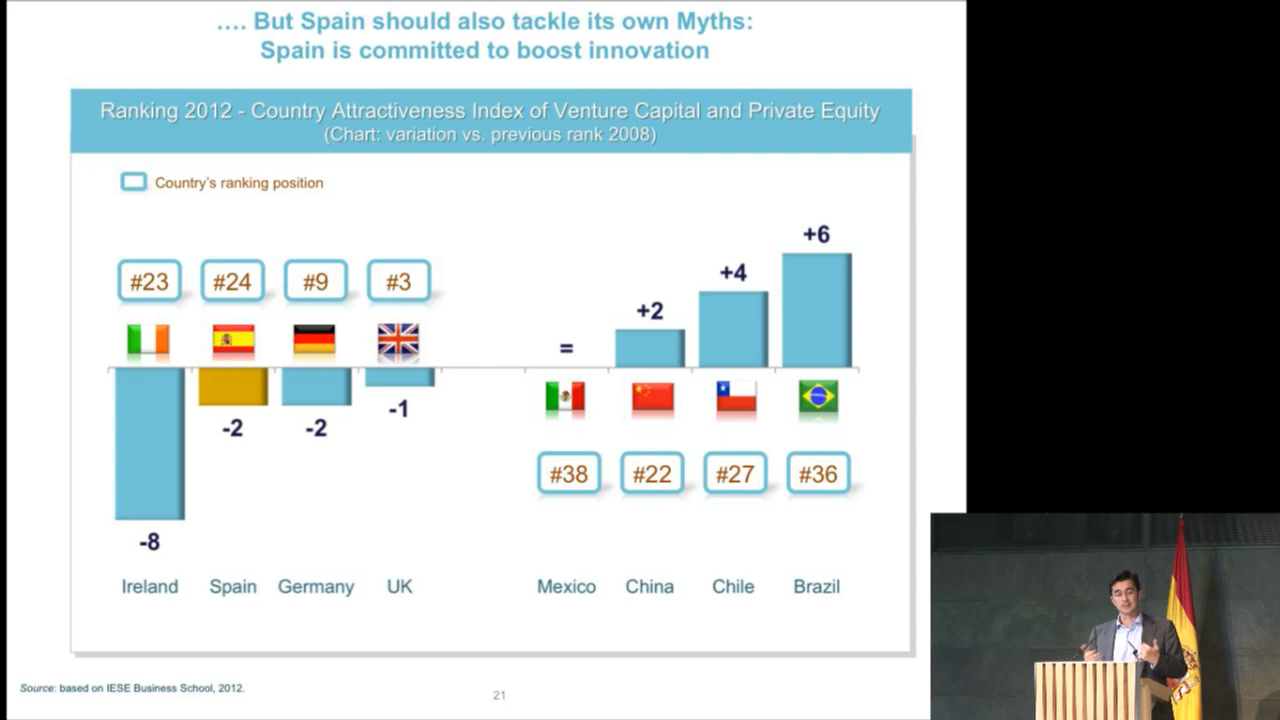 …. But Spain should also tackle its own Myths:
Spain is committed to boost innovation
Ranking 2012 - Country Attractiveness Index of Venture Capital and Private Equity
(Chart: variation vs. previous rank 2008)
Country's ranking position
+6
+4
+2
=
#23 #24 #9 #3
-1
-2 -2
-8
#38 #22 #27 #36
Ireland Spain Germany UK Mexico China Chile Brazil
Source: based on IESE Business School, 2012.
21